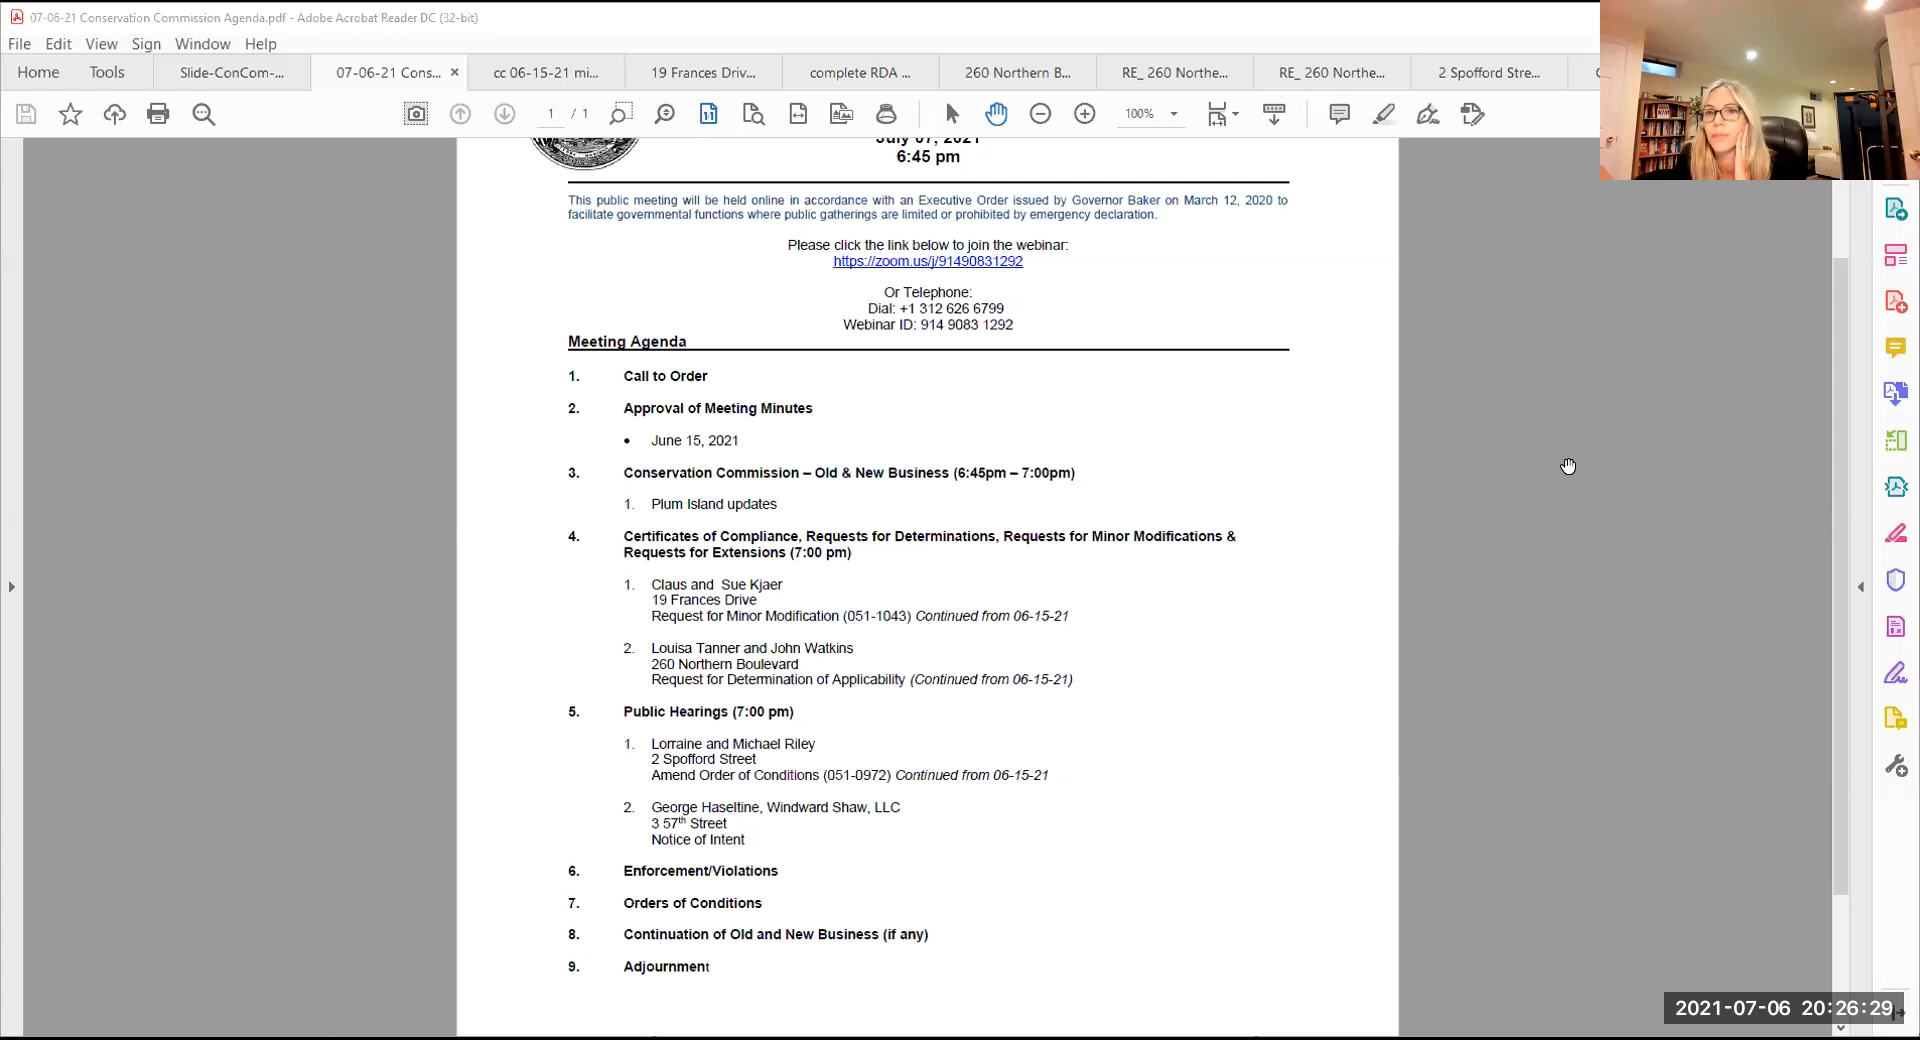 07-06-21 Conservation Commission Agenda.pdf - Adobe Acrobat Reader DC (32-bit)
File Edit View Sign Window Help
Home Tools Slide-ConCom-... 07-06-21 Cons... × cc 06-15-21 mi... 19 Frances Driv... complete RDA ... 260 Northern B... RE_ 260 Northe... RE_ 260 Northe... 2 Spofford Stre...
1 / 1 100%
July 07, 2021
6:45 pm
This public meeting will be held online in accordance with an Executive Order issued by Governor Baker on March 12, 2020 to
facilitate governmental functions where public gatherings are limited or prohibited by emergency declaration.
Please click the link below to join the webinar:
https://zoom.us/j/91490831292
Or Telephone:
Dial: +1 312 626 6799
Webinar ID: 914 9083 1292
Meeting Agenda
1. Call to Order
2. Approval of Meeting Minutes
• June 15, 2021
3. Conservation Commission – Old & New Business (6:45pm – 7:00pm)
1. Plum Island updates
4. Certificates of Compliance, Requests for Determinations, Requests for Minor Modifications &
Requests for Extensions (7:00 pm)
1. Claus and Sue Kjaer
19 Frances Drive
Request for Minor Modification (051-1043) Continued from 06-15-21
2. Louisa Tanner and John Watkins
260 Northern Boulevard
Request for Determination of Applicability (Continued from 06-15-21)
5. Public Hearings (7:00 pm)
1. Lorraine and Michael Riley
2 Spofford Street
Amend Order of Conditions (051-0972) Continued from 06-15-21
2. George Haseltine, Windward Shaw, LLC
3 57th Street
Notice of Intent
6. Enforcement/Violations
7. Orders of Conditions
8. Continuation of Old and New Business (if any)
9. Adjournment
2021-07-06 20:26:29